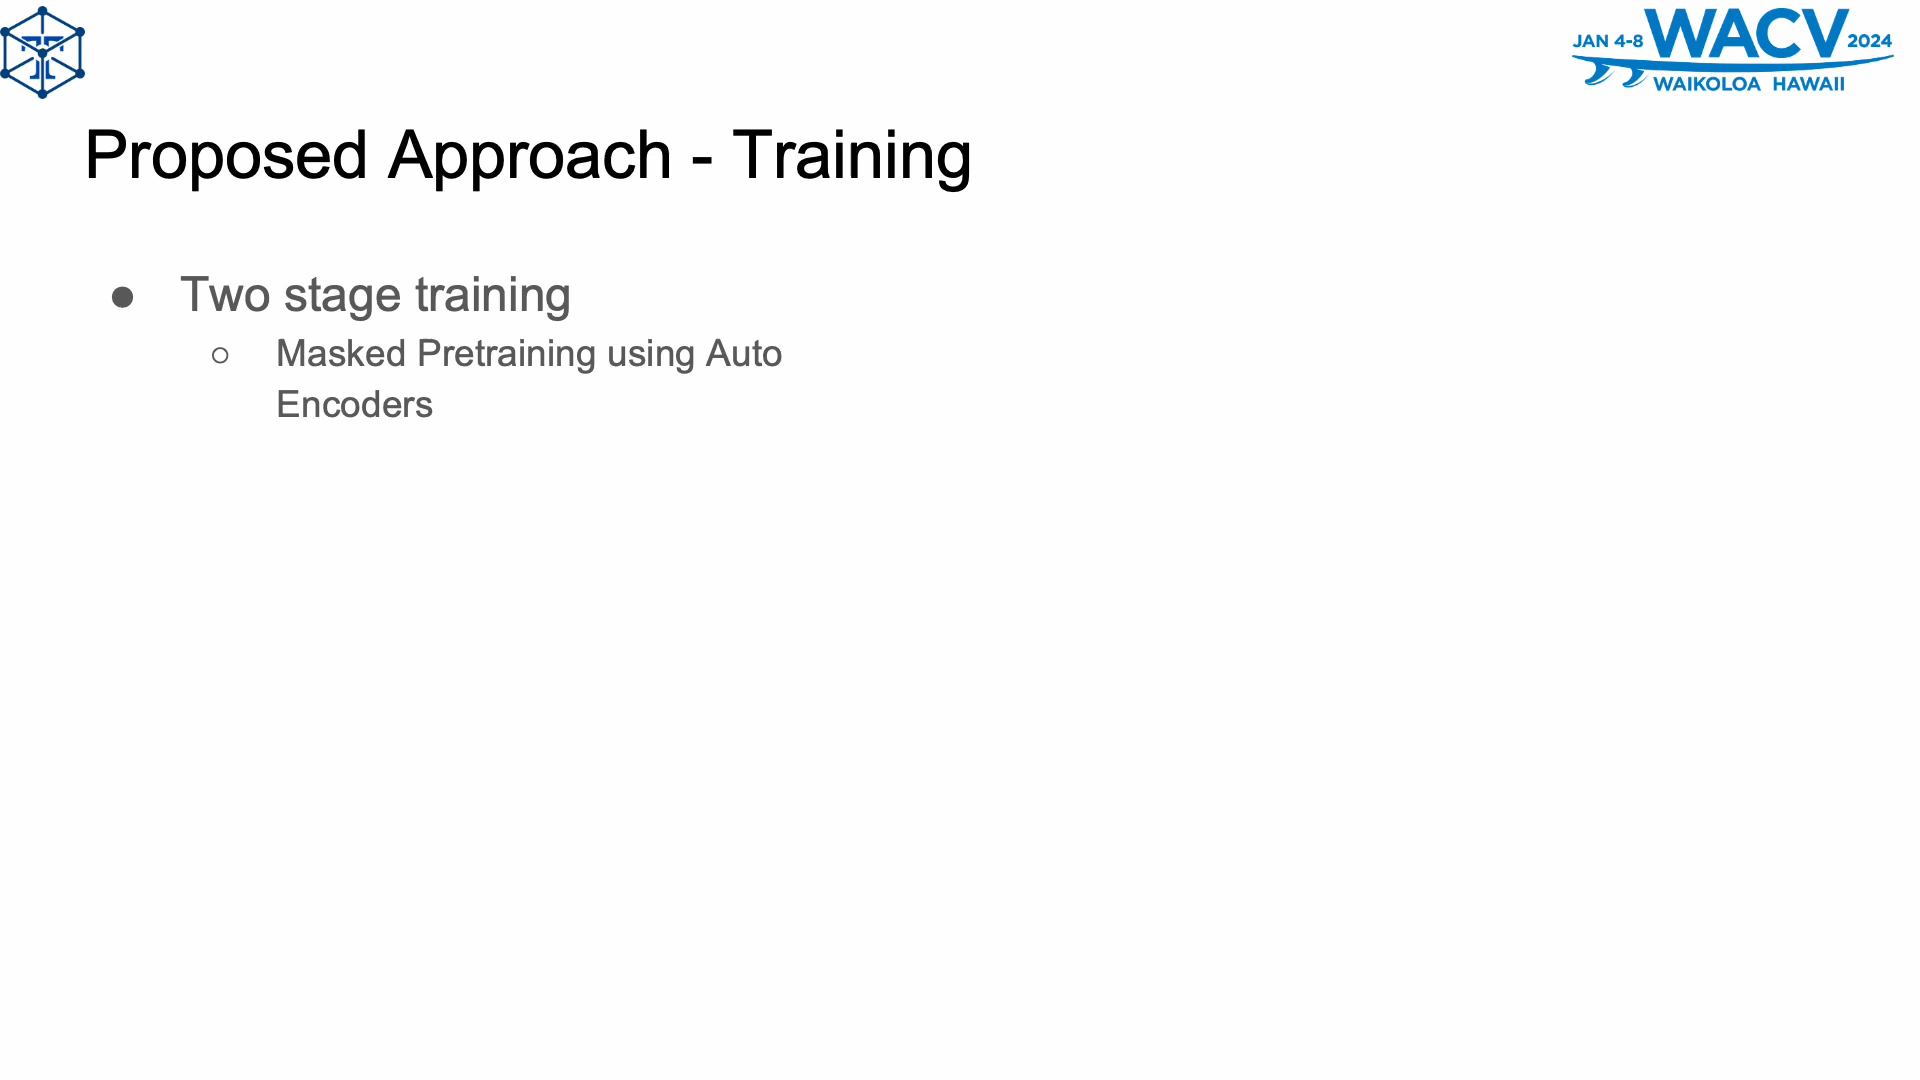 JAN 4-8 WACV 2024
WAIKOLOA HAWAII
Proposed Approach - Training
● Two stage training
○ Masked Pretraining using Auto
Encoders